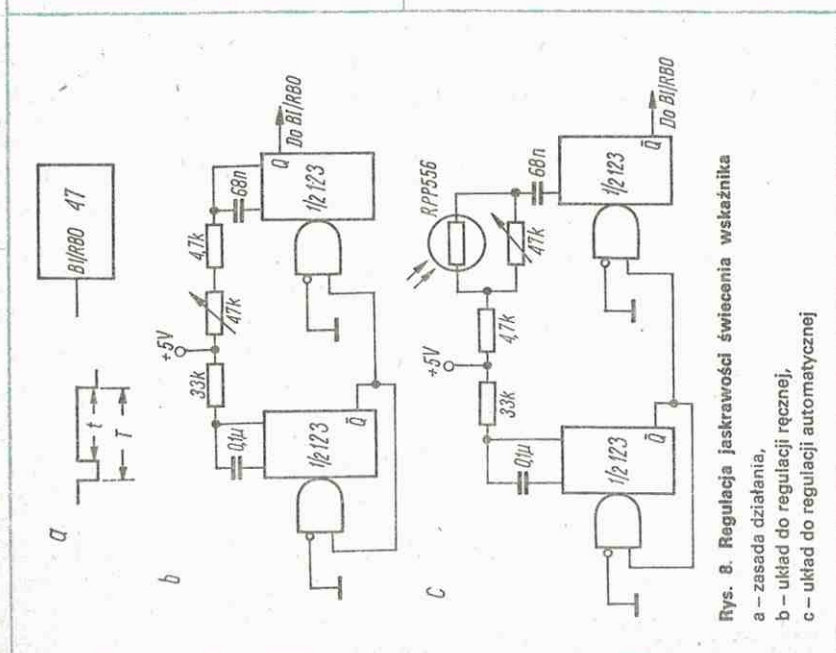 a
t
T
BI/RBO 47
b
+5V
33k
47k
4,7k
0,1µ
68n
1/2 123
Q̄
1/2 123
Q
Do BI/RBO
c
+5V
33k
4,7k
RPP556
47k
0,1µ
68n
1/2 123
Q̄
1/2 123
Q̄
Do BI/RBO
Rys. 8. Regulacja jaskrawości świecenia wskaźnika
a – zasada działania,
b – układ do regulacji ręcznej,
c – układ do regulacji automatycznej